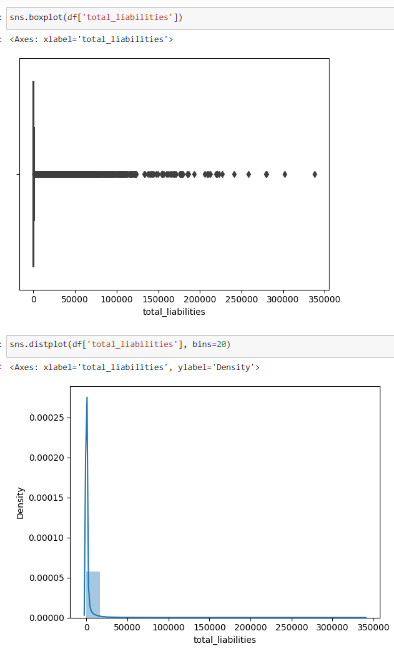 : sns.boxplot(df['total_liabilities'])
: <Axes: xlabel='total_liabilities'>
0 50000 100000 150000 200000 250000 300000 350000
total_liabilities
: sns.distplot(df['total_liabilities'], bins=20)
: <Axes: xlabel='total_liabilities', ylabel='Density'>
0.00025
0.00020
0.00015
Density
0.00010
0.00005
0.00000
0 50000 100000 150000 200000 250000 300000 350000
total_liabilities